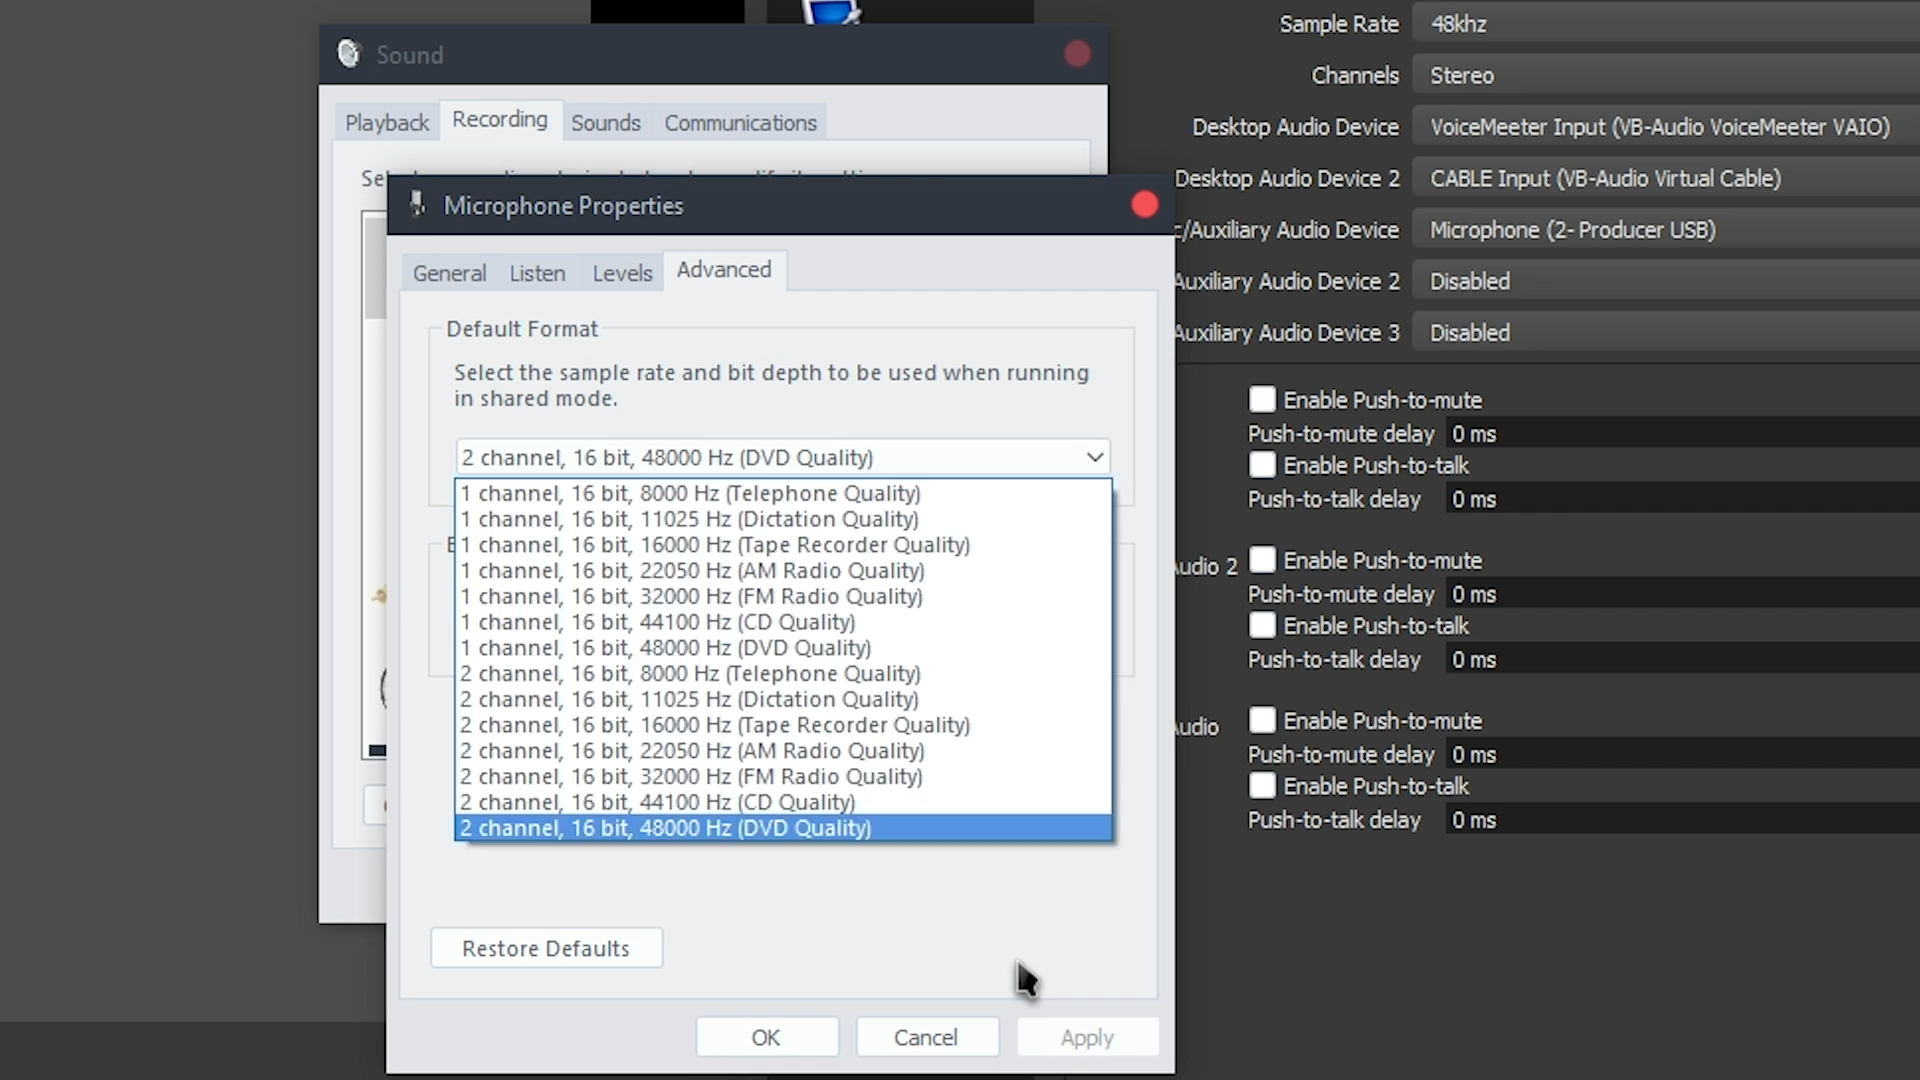 Sound
Playback
Recording
Sounds
Communications
Microphone Properties
General
Listen
Levels
Advanced
Default Format
Select the sample rate and bit depth to be used when running
in shared mode.
2 channel, 16 bit, 48000 Hz (DVD Quality)
1 channel, 16 bit, 8000 Hz (Telephone Quality)
1 channel, 16 bit, 11025 Hz (Dictation Quality)
1 channel, 16 bit, 16000 Hz (Tape Recorder Quality)
1 channel, 16 bit, 22050 Hz (AM Radio Quality)
1 channel, 16 bit, 32000 Hz (FM Radio Quality)
1 channel, 16 bit, 44100 Hz (CD Quality)
1 channel, 16 bit, 48000 Hz (DVD Quality)
2 channel, 16 bit, 8000 Hz (Telephone Quality)
2 channel, 16 bit, 11025 Hz (Dictation Quality)
2 channel, 16 bit, 16000 Hz (Tape Recorder Quality)
2 channel, 16 bit, 22050 Hz (AM Radio Quality)
2 channel, 16 bit, 32000 Hz (FM Radio Quality)
2 channel, 16 bit, 44100 Hz (CD Quality)
2 channel, 16 bit, 48000 Hz (DVD Quality)
Restore Defaults
OK
Cancel
Apply
Sample Rate 48khz
Channels Stereo
Desktop Audio Device VoiceMeeter Input (VB-Audio VoiceMeeter VAIO)
Desktop Audio Device 2 CABLE Input (VB-Audio Virtual Cable)
c/Auxiliary Audio Device Microphone (2- Producer USB)
Auxiliary Audio Device 2 Disabled
Auxiliary Audio Device 3 Disabled
Enable Push-to-mute
Push-to-mute delay 0 ms
Enable Push-to-talk
Push-to-talk delay 0 ms
Audio 2 Enable Push-to-mute
Push-to-mute delay 0 ms
Enable Push-to-talk
Push-to-talk delay 0 ms
Audio Enable Push-to-mute
Push-to-mute delay 0 ms
Enable Push-to-talk
Push-to-talk delay 0 ms